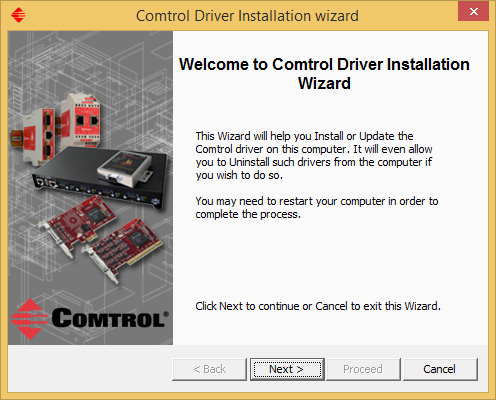 Comtrol Driver Installation wizard
Welcome to Comtrol Driver Installation
Wizard
This Wizard will help you Install or Update the
Comtrol driver on this computer. It will even allow
you to Uninstall such drivers from the computer if
you wish to do so.
You may need to restart your computer in order to
complete the process.
COMTROL®
Click Next to continue or Cancel to exit this Wizard.
< Back
Next >
Proceed
Cancel